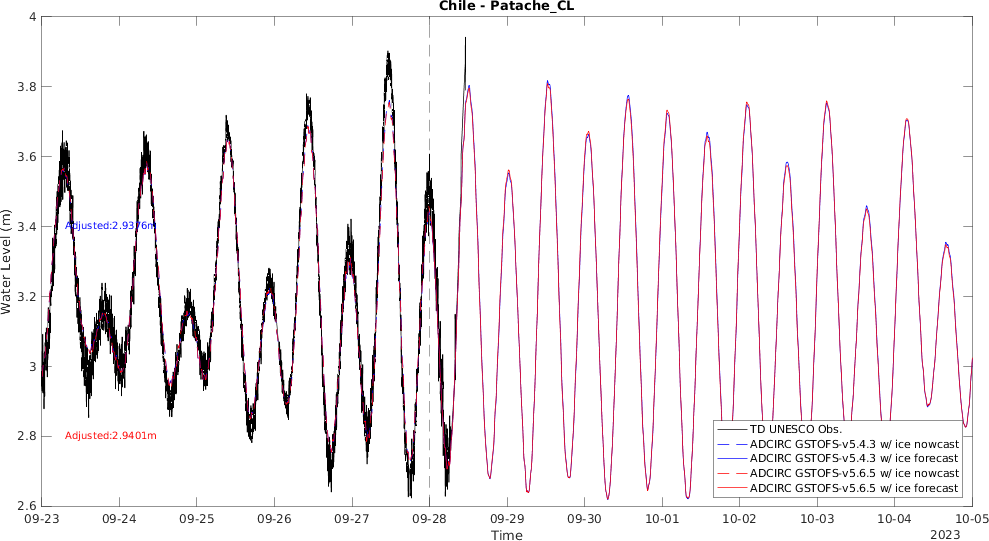 Chile - Patache_CL
Water Level (m)
4
3.8
3.6
3.4
3.2
3
2.8
2.6
Adjusted:2.9376m
Adjusted:2.9401m
TD UNESCO Obs.
ADCIRC GSTOFS-v5.4.3 w/ ice nowcast
ADCIRC GSTOFS-v5.4.3 w/ ice forecast
ADCIRC GSTOFS-v5.6.5 w/ ice nowcast
ADCIRC GSTOFS-v5.6.5 w/ ice forecast
09-23 09-24 09-25 09-26 09-27 09-28 09-29 09-30 10-01 10-02 10-03 10-04 10-05
Time
2023